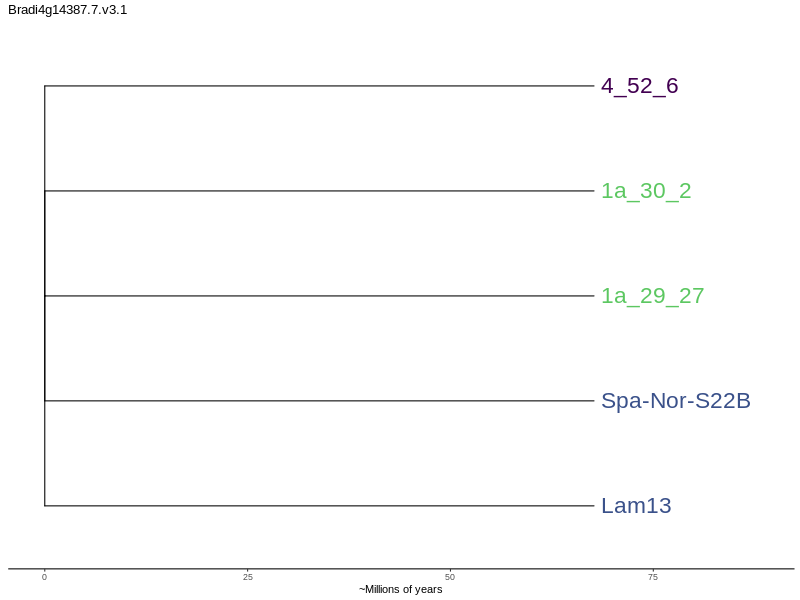 Bradi4g14387.7.v3.1
4_52_6
1a_30_2
1a_29_27
Spa-Nor-S22B
Lam13
0 25 50 75
~Millions of years